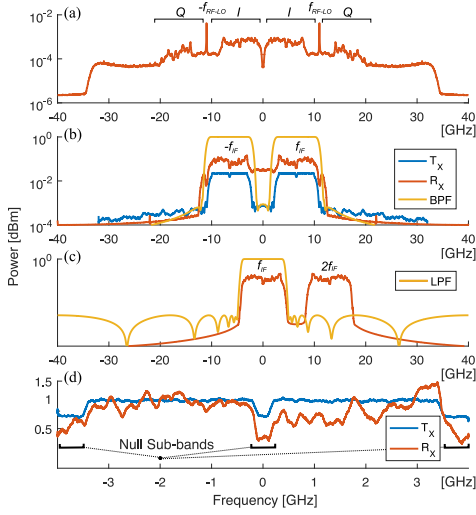 Q -f_RF-LO I I f_RF-LO Q
(a)
10^-2
10^-4
10^-6
-40 -30 -20 -10 0 10 20 30 40
[GHz]
(b)
10^0
10^-2
10^-4
-f_IF f_IF
T_X
R_X
BPF
-40 -30 -20 -10 0 10 20 30 40
[GHz]
Power [dBm]
(c)
10^0
f_IF 2f_IF
LPF
-40 -30 -20 -10 0 10 20 30 40
[GHz]
(d)
1.5
1
0.5
Null Sub-bands
T_X
R_X
-3 -2 -1 0 1 2 3
[GHz]
Frequency [GHz]